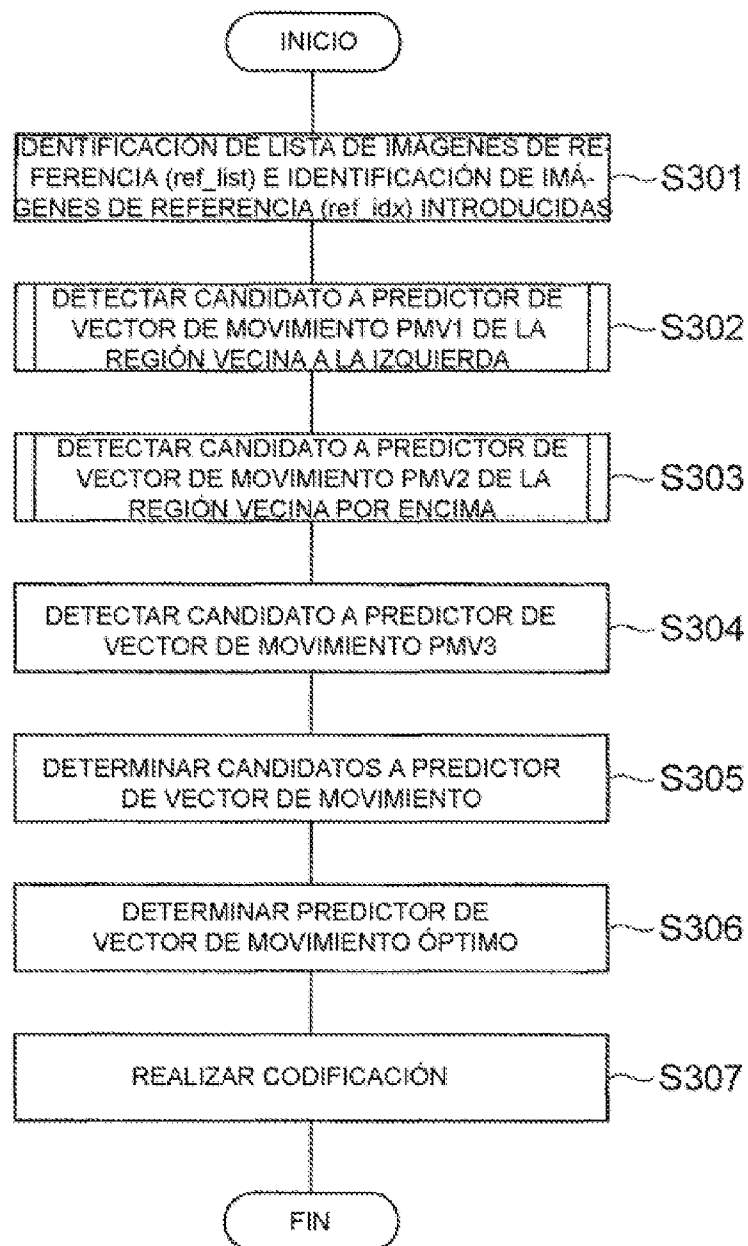 INICIO
IDENTIFICACIÓN DE LISTA DE IMÁGENES DE RE-
FERENCIA (ref_list) E IDENTIFICACIÓN DE IMÁ-
GENES DE REFERENCIA (ref_idx) INTRODUCIDAS
S301
DETECTAR CANDIDATO A PREDICTOR DE
VECTOR DE MOVIMIENTO PMV1 DE LA
REGIÓN VECINA A LA IZQUIERDA
S302
DETECTAR CANDIDATO A PREDICTOR DE
VECTOR DE MOVIMIENTO PMV2 DE LA
REGIÓN VECINA POR ENCIMA
S303
DETECTAR CANDIDATO A PREDICTOR DE
VECTOR DE MOVIMIENTO PMV3
S304
DETERMINAR CANDIDATOS A PREDICTOR
DE VECTOR DE MOVIMIENTO
S305
DETERMINAR PREDICTOR DE
VECTOR DE MOVIMIENTO ÓPTIMO
S306
REALIZAR CODIFICACIÓN
S307
FIN